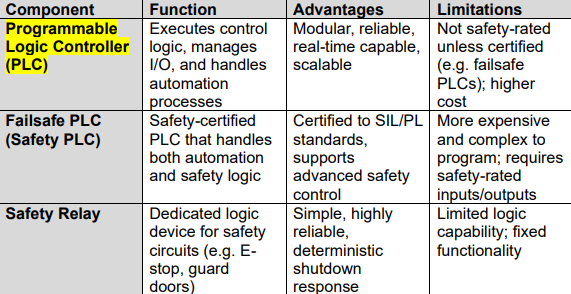 Component
Function
Advantages
Limitations
Programmable
Logic Controller
(PLC)
Executes control
logic, manages
I/O, and handles
automation
processes
Modular, reliable,
real-time capable,
scalable
Not safety-rated
unless certified
(e.g. failsafe
PLCs); higher
cost
Failsafe PLC
(Safety PLC)
Safety-certified
PLC that handles
both automation
and safety logic
Certified to SIL/PL
standards,
supports
advanced safety
control
More expensive
and complex to
program; requires
safety-rated
inputs/outputs
Safety Relay
Dedicated logic
device for safety
circuits (e.g. E-
stop, guard
doors)
Simple, highly
reliable,
deterministic
shutdown
response
Limited logic
capability; fixed
functionality